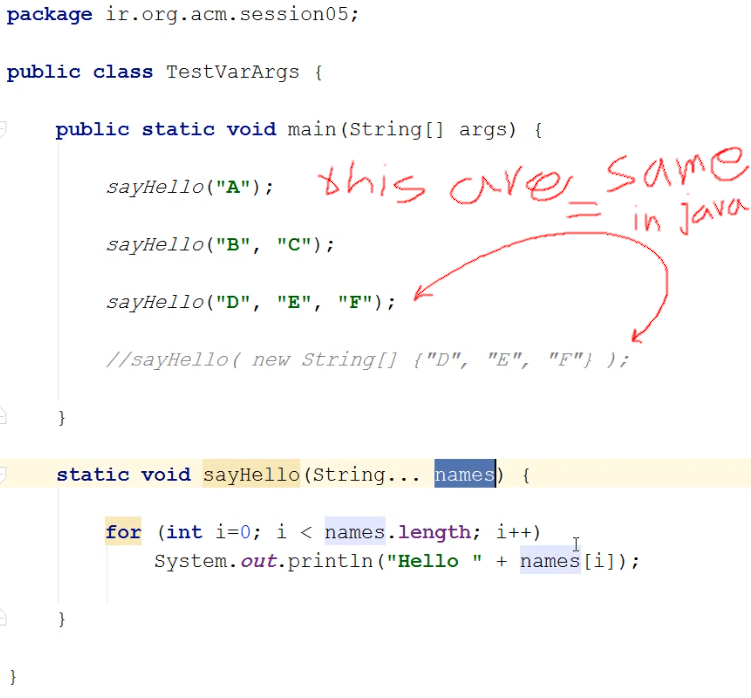 package ir.org.acm.session05;
public class TestVarArgs {
public static void main(String[] args) {
sayHello("A");
this are same
in java
sayHello("B", "C");
sayHello("D", "E", "F");
//sayHello( new String[] {"D", "E", "F"} );
}
static void sayHello(String... names) {
for (int i=0; i < names.length; i++)
System.out.println("Hello " + names[i]);
}
}